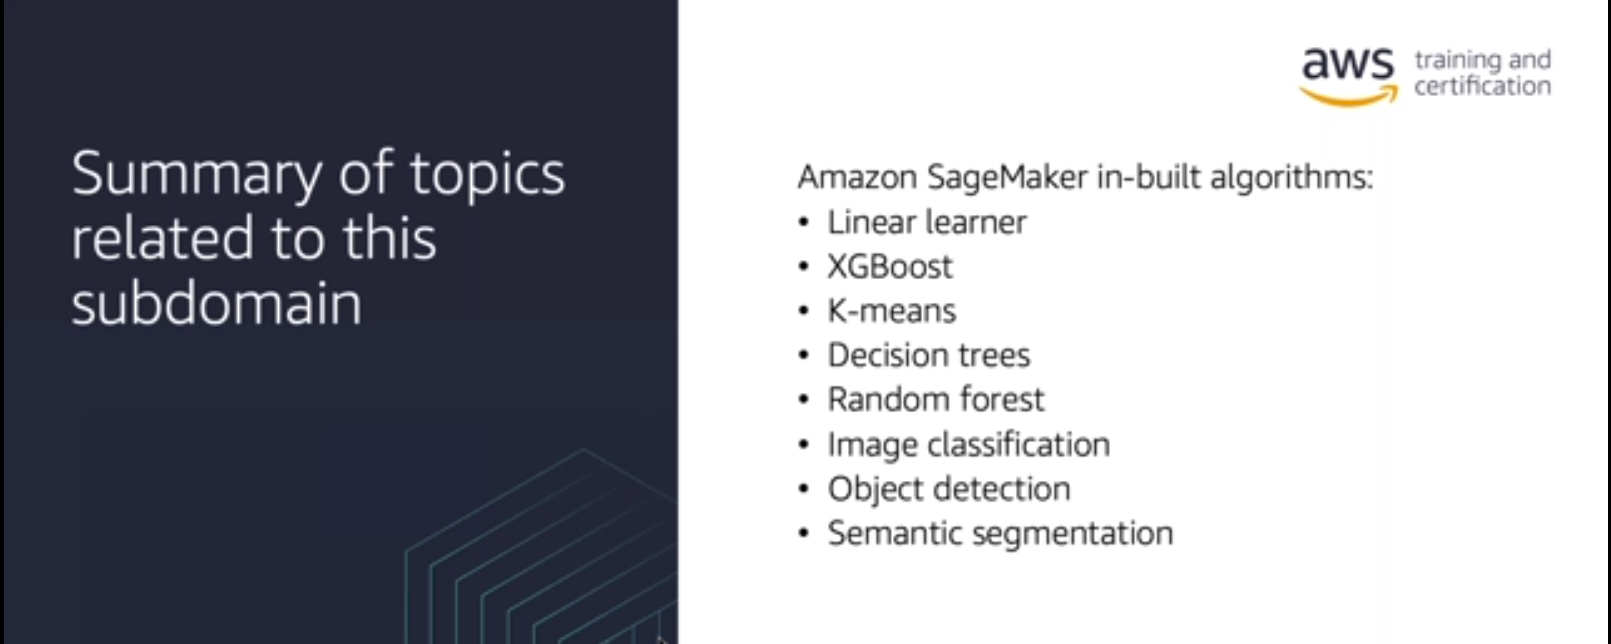 Summary of topics
related to this
subdomain
aws training and
certification
Amazon SageMaker in-built algorithms:
• Linear learner
• XGBoost
• K-means
• Decision trees
• Random forest
• Image classification
• Object detection
• Semantic segmentation